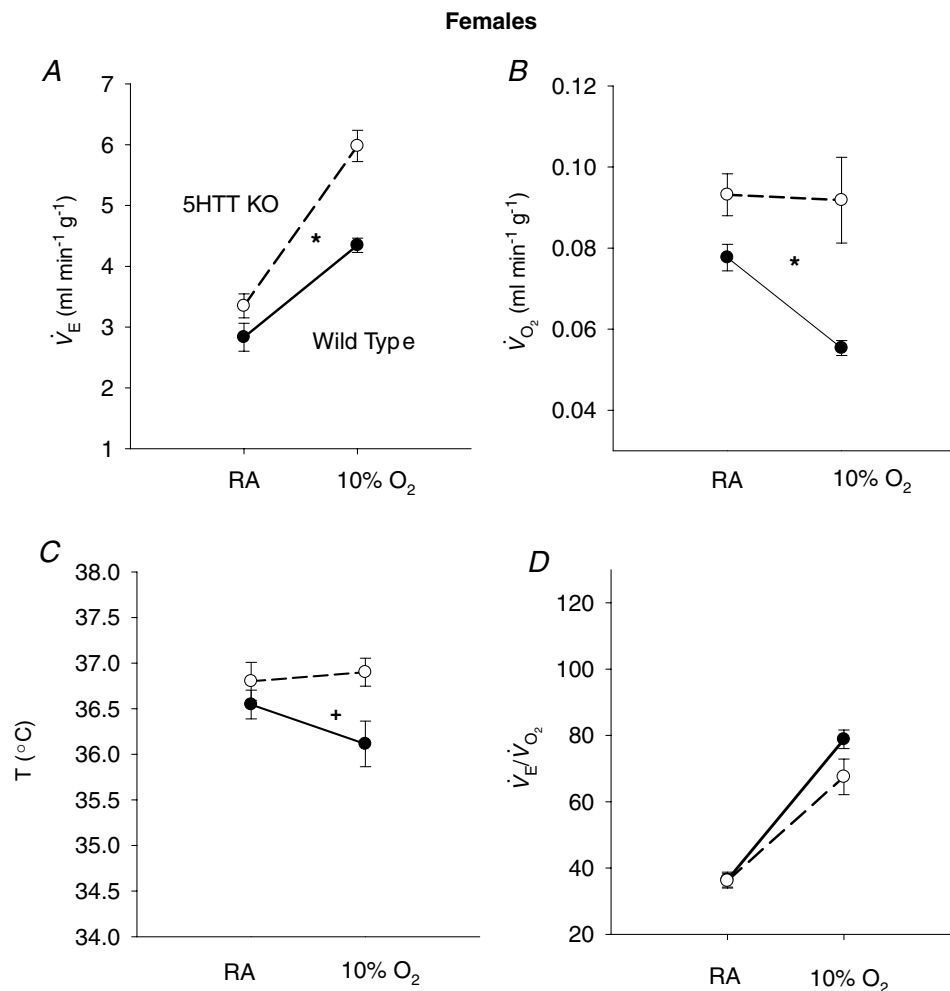 Females
A
7
6
5
4
3
2
1
V̇E (ml min-1 g-1)
5HTT KO
*
Wild Type
RA 10% O2
B
0.12
0.10
0.08
0.06
0.04
V̇O2 (ml min-1 g-1)
*
RA 10% O2
C
38.0
37.5
37.0
36.5
36.0
35.5
35.0
34.5
34.0
T (°C)
+
RA 10% O2
D
120
100
80
60
40
20
V̇E/V̇O2
RA 10% O2